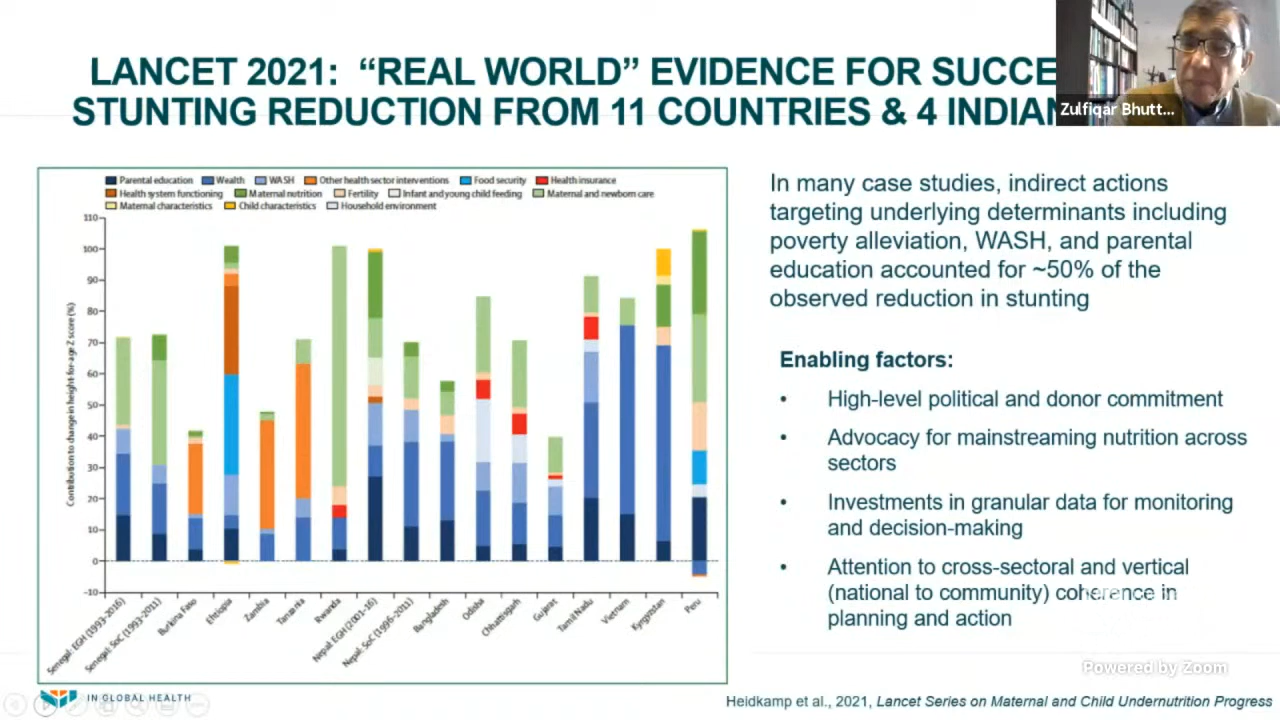 LANCET 2021: “REAL WORLD” EVIDENCE FOR SUCCE
STUNTING REDUCTION FROM 11 COUNTRIES & 4 INDIAN
Zulfiqar Bhutt...
Parental education Wealth WASH Other health sector interventions Food security Health insurance
Health system functioning Maternal nutrition Fertility Infant and young child feeding Maternal and newborn care
Maternal characteristics Child characteristics Household environment
Contribution to change in height-for-age Z score (%)
110
100
90
80
70
60
50
40
30
20
10
0
-10
Senegal: EGH (1993-2016)
Senegal: SoC (1993-2011)
Burkina Faso
Ethiopia
Zambia
Tanzania
Rwanda
Nepal: EGH (2001-16)
Nepal: SoC (1996-2011)
Bangladesh
Odisha
Chhattisgarh
Gujarat
Tamil Nadu
Vietnam
Kyrgyzstan
Peru
In many case studies, indirect actions
targeting underlying determinants including
poverty alleviation, WASH, and parental
education accounted for ~50% of the
observed reduction in stunting
Enabling factors:
• High-level political and donor commitment
• Advocacy for mainstreaming nutrition across
sectors
• Investments in granular data for monitoring
and decision-making
• Attention to cross-sectoral and vertical
(national to community) coherence in
planning and action
Powered by Zoom
IN GLOBAL HEALTH
Heidkamp et al., 2021, Lancet Series on Maternal and Child Undernutrition Progress